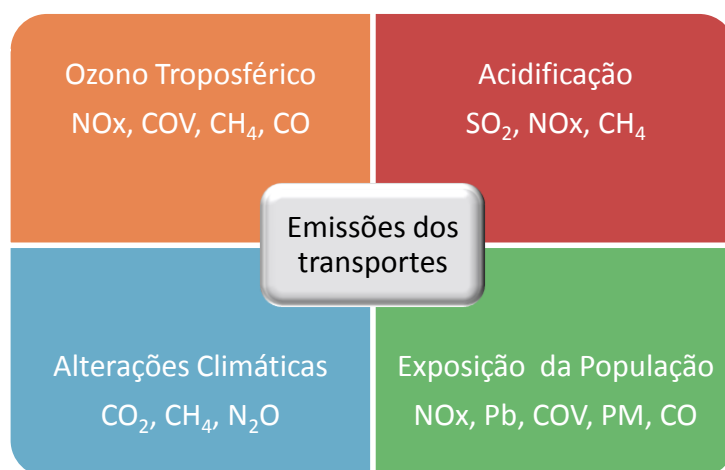 Ozono Troposférico
NOx, COV, CH₄, CO
Acidificação
SO₂, NOx, CH₄
Emissões dos
transportes
Alterações Climáticas
CO₂, CH₄, N₂O
Exposição da População
NOx, Pb, COV, PM, CO